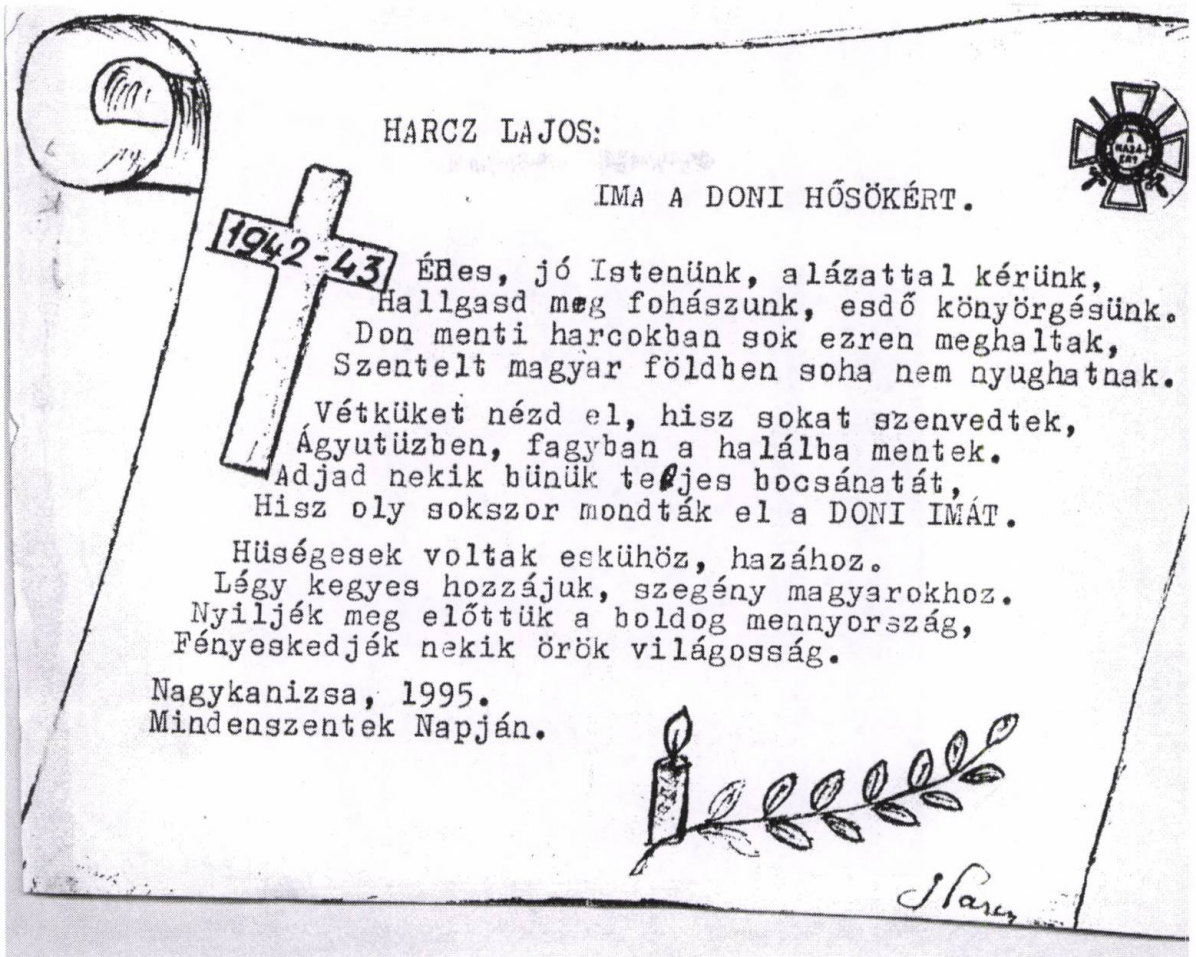 HARCZ LAJOS:
IMA A DONI HŐSÖKÉRT.
A
HAZÁ-
ÉRT
1942-43
Édes, jó Istenünk, alázattal kérünk,
Hallgasd meg fohászunk, esdő könyörgésünk.
Don menti harcokban sok ezren meghaltak,
Szentelt magyar földben soha nem nyughatnak.
Vétküket nézd el, hisz sokat szenvedtek,
Ágyutüzben, fagyban a halálba mentek.
Adjad nekik bünük teljes bocsánatát,
Hisz oly sokszor mondták el a DONI IMÁT.
Hüségesek voltak eskühöz, hazához.
Légy kegyes hozzájuk, szegény magyarokhoz.
Nyiljék meg előttük a boldog mennyország,
Fényeskedjék nekik örök világosság.
Nagykanizsa, 1995.
Mindenszentek Napján.
Harcz